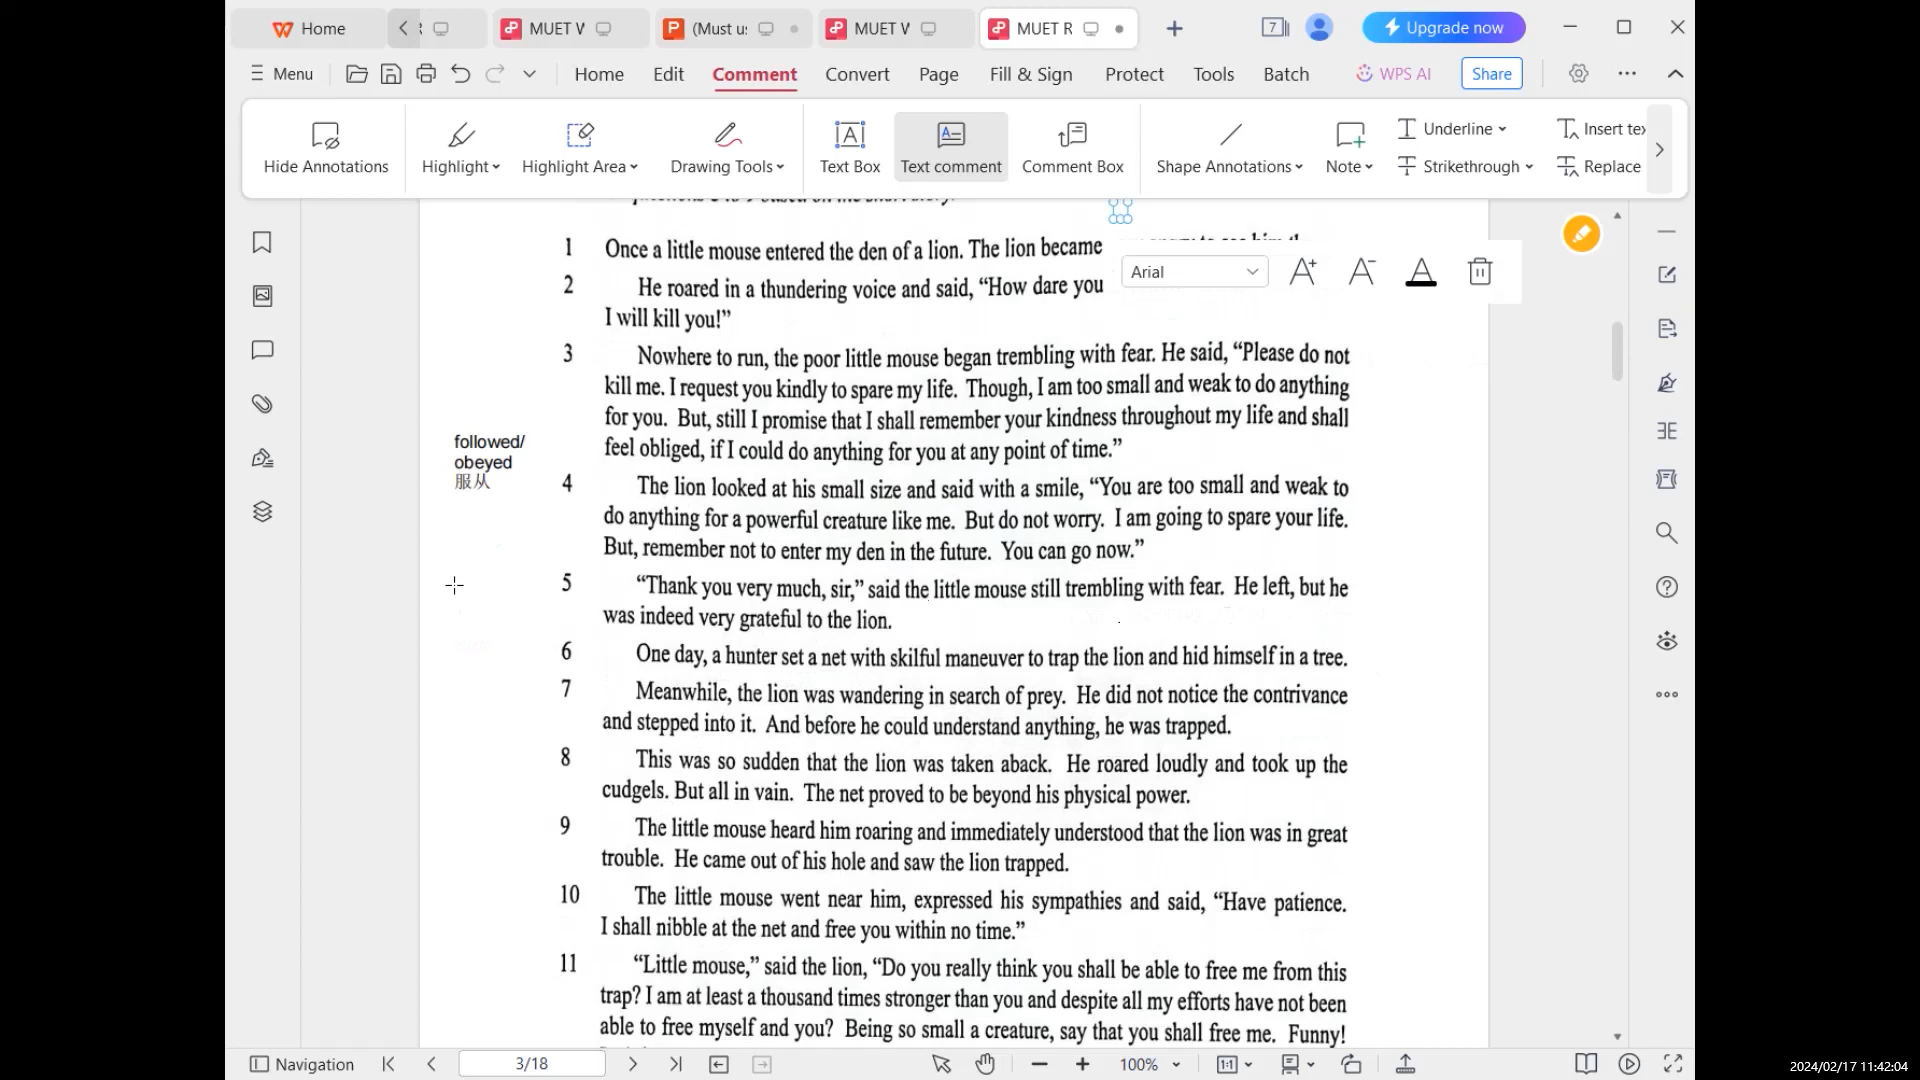 Home
MUET V
(Must u:
MUET V
MUET R
7
Upgrade now
Menu
Home
Edit
Comment
Convert
Page
Fill & Sign
Protect
Tools
Batch
WPS AI
Share
Hide Annotations
Highlight
Highlight Area
Drawing Tools
Text Box
Text comment
Comment Box
Shape Annotations
Note
Underline
Strikethrough
Insert tex
Replace
Arial
1 Once a little mouse entered the den of a lion. The lion became
2 He roared in a thundering voice and said, “How dare you
I will kill you!”
3 Nowhere to run, the poor little mouse began trembling with fear. He said, “Please do not
kill me. I request you kindly to spare my life. Though, I am too small and weak to do anything
for you. But, still I promise that I shall remember your kindness throughout my life and shall
feel obliged, if I could do anything for you at any point of time.”
followed/
obeyed
服从
4 The lion looked at his small size and said with a smile, “You are too small and weak to
do anything for a powerful creature like me. But do not worry. I am going to spare your life.
But, remember not to enter my den in the future. You can go now.”
5 “Thank you very much, sir,” said the little mouse still trembling with fear. He left, but he
was indeed very grateful to the lion.
6 One day, a hunter set a net with skilful maneuver to trap the lion and hid himself in a tree.
7 Meanwhile, the lion was wandering in search of prey. He did not notice the contrivance
and stepped into it. And before he could understand anything, he was trapped.
8 This was so sudden that the lion was taken aback. He roared loudly and took up the
cudgels. But all in vain. The net proved to be beyond his physical power.
9 The little mouse heard him roaring and immediately understood that the lion was in great
trouble. He came out of his hole and saw the lion trapped.
10 The little mouse went near him, expressed his sympathies and said, “Have patience.
I shall nibble at the net and free you within no time.”
11 “Little mouse,” said the lion, “Do you really think you shall be able to free me from this
trap? I am at least a thousand times stronger than you and despite all my efforts have not been
able to free myself and you? Being so small a creature, say that you shall free me. Funny!
Navigation
3/18
100%
2024/02/17 11:42:04